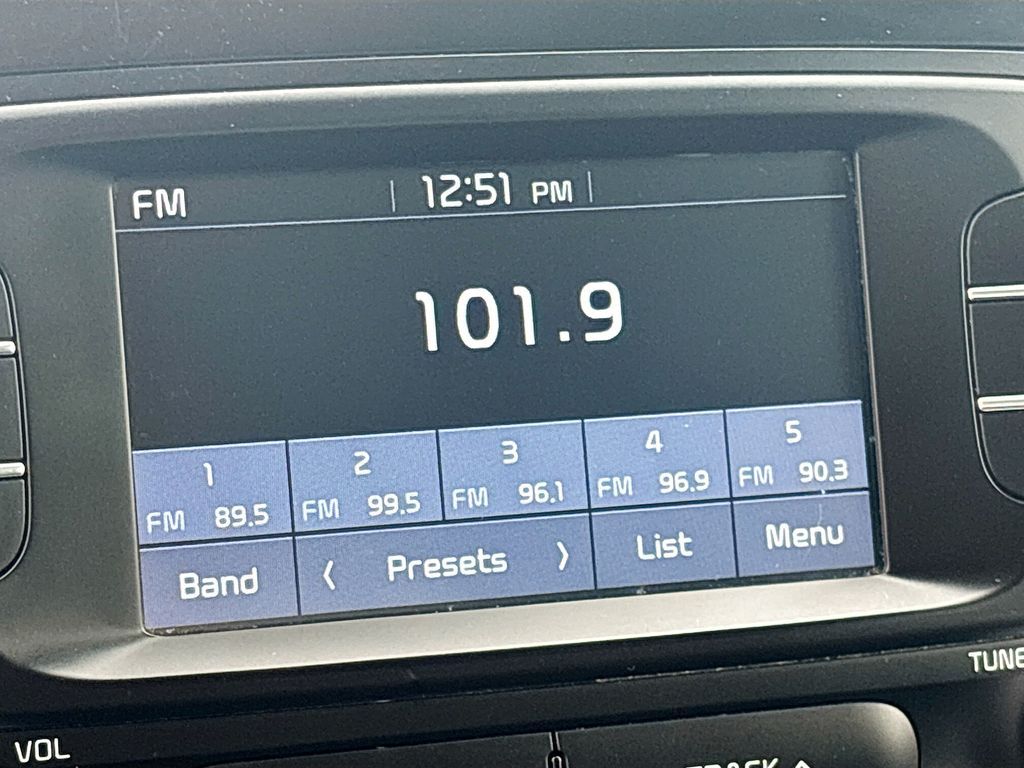 FM 12:51 PM
101.9
1 2 3 4 5
FM 89.5 FM 99.5 FM 96.1 FM 96.9 FM 90.3
Band < Presets > List Menu
TUNE
VOL
TRACK